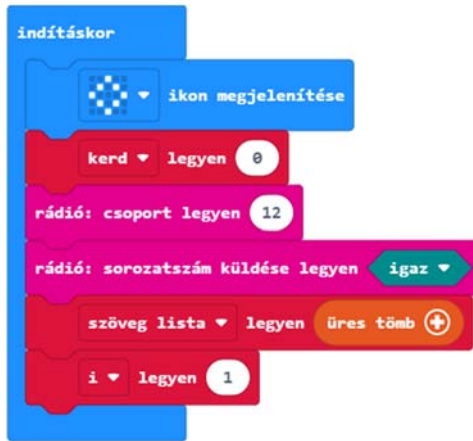 indításkor
ikon megjelenítése
kerd legyen 0
rádió: csoport legyen 12
rádió: sorozatszám küldése legyen igaz
szöveg lista legyen üres tömb
i legyen 1